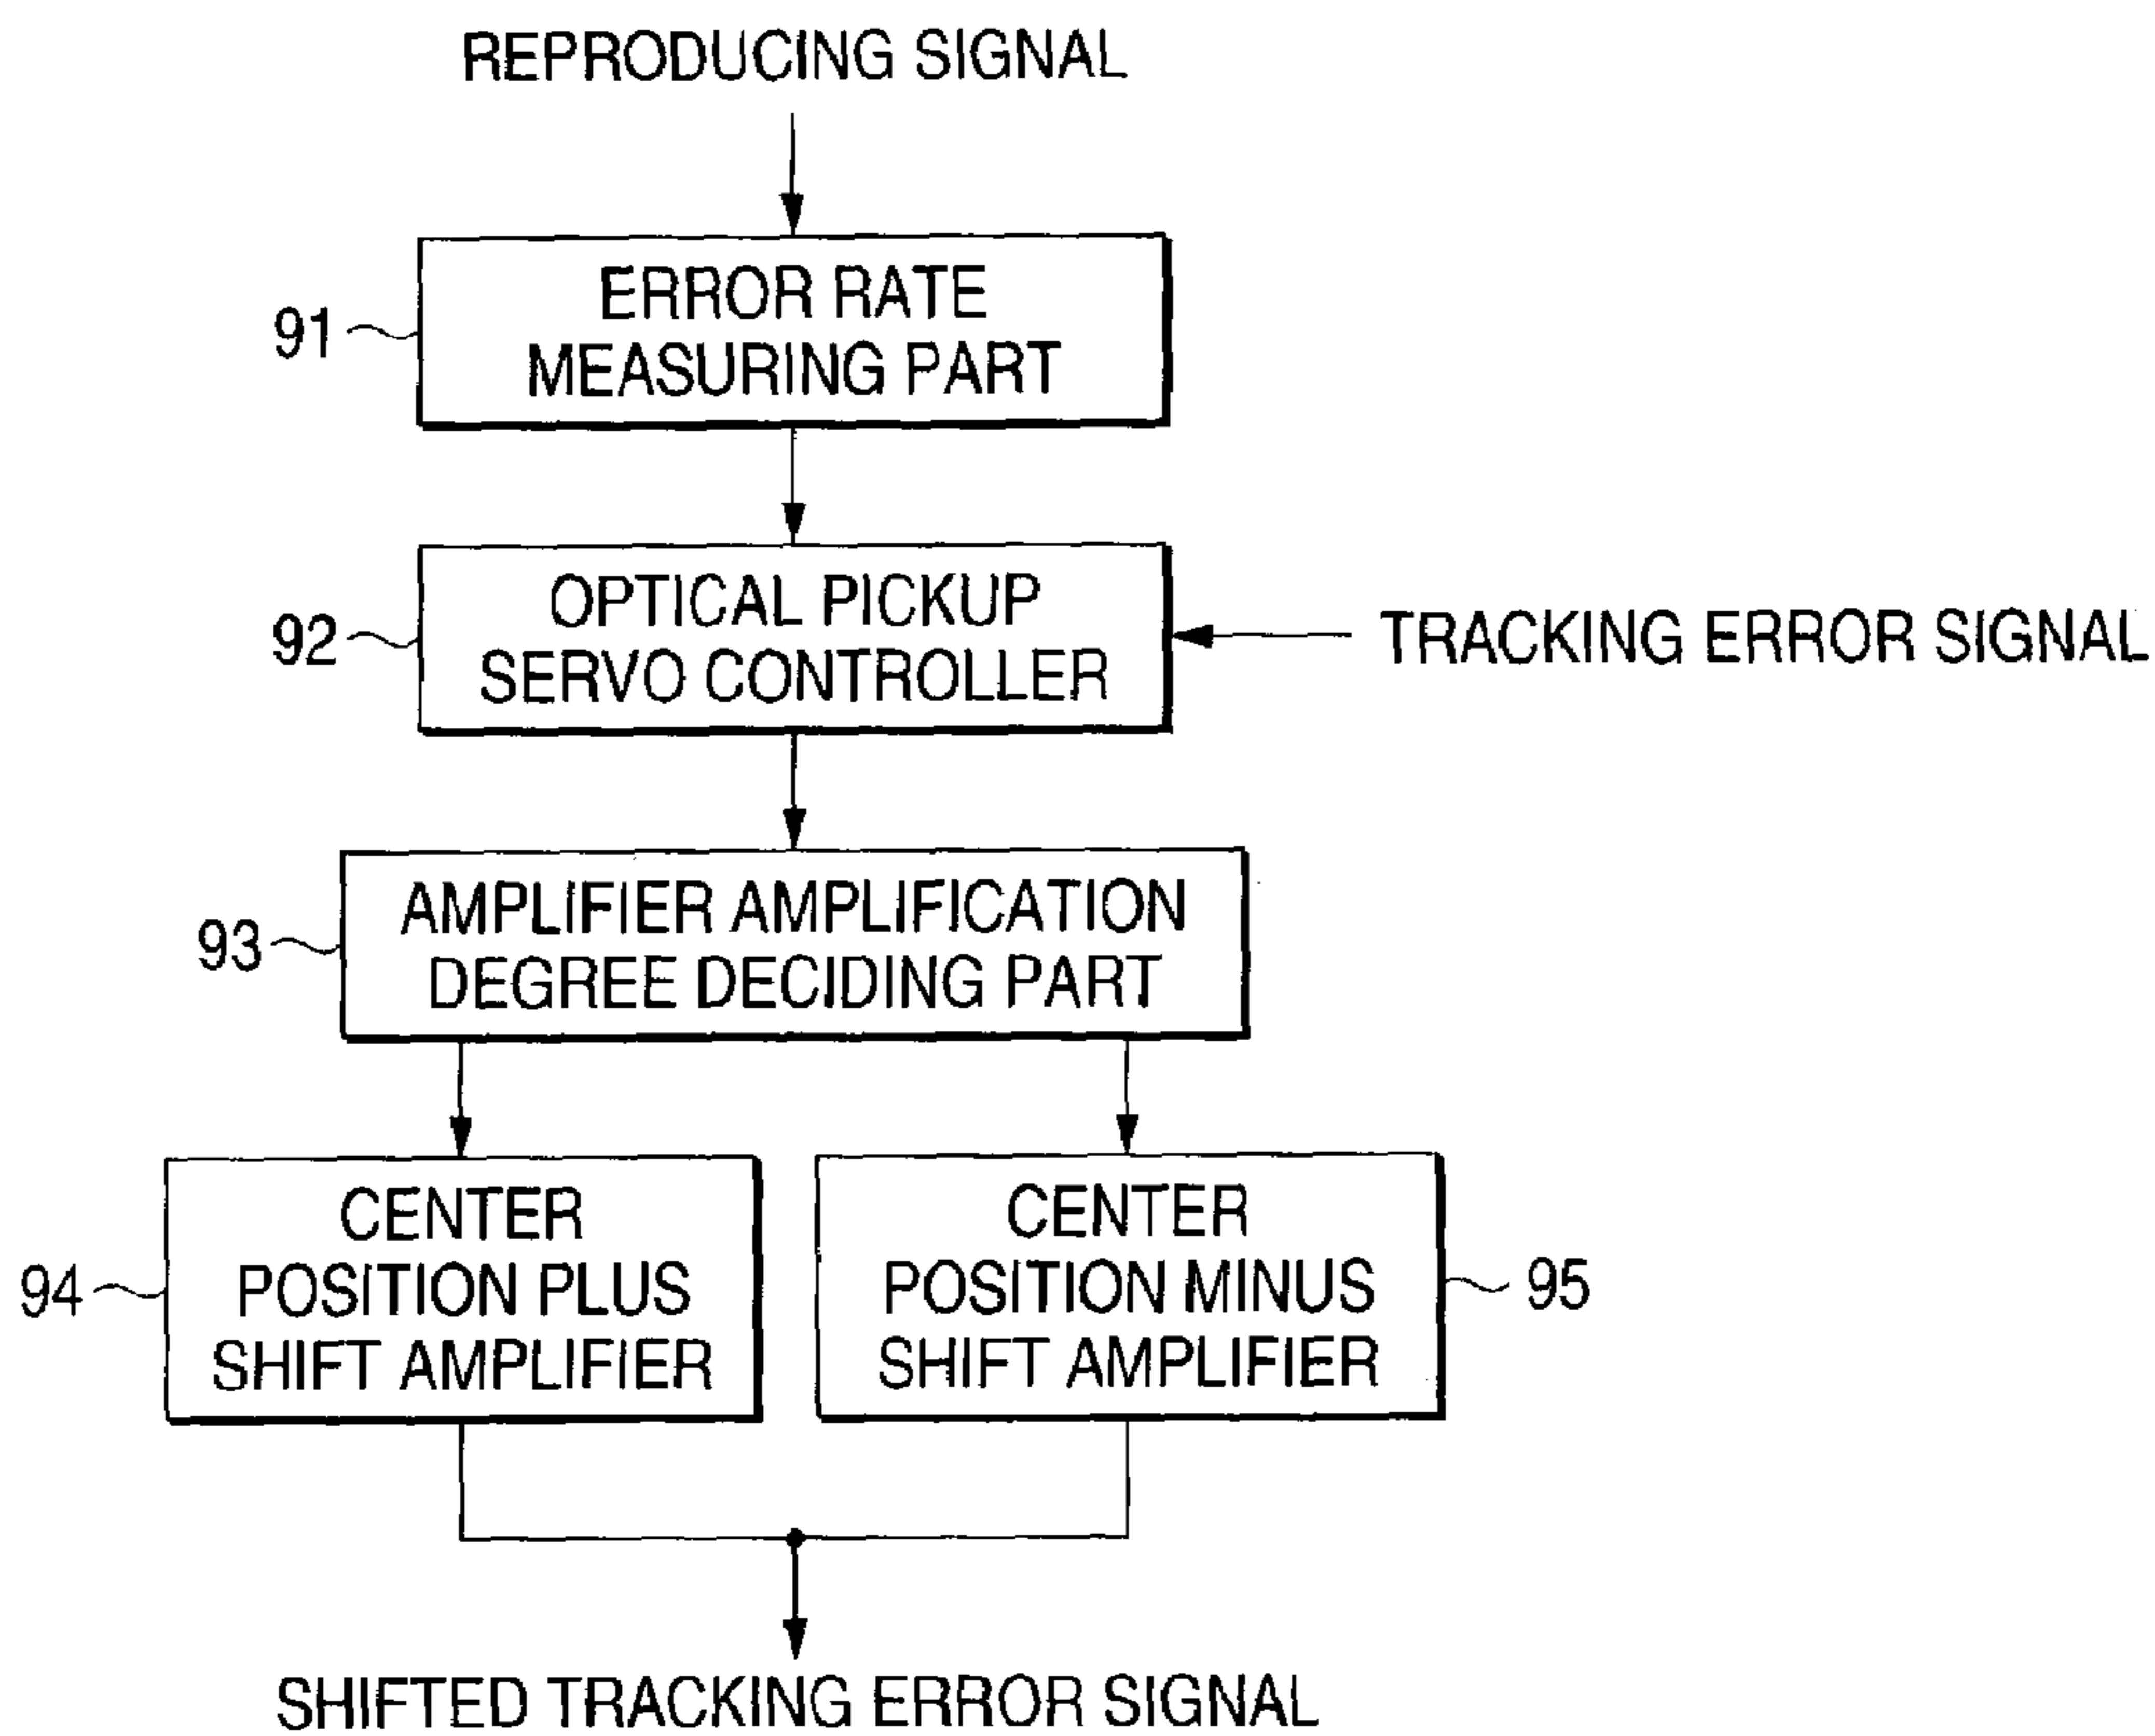 REPRODUCING SIGNAL
91
ERROR RATE
MEASURING PART
92
OPTICAL PICKUP
SERVO CONTROLLER
TRACKING ERROR SIGNAL
93
AMPLIFIER AMPLIFICATION
DEGREE DECIDING PART
94
CENTER
POSITION PLUS
SHIFT AMPLIFIER
CENTER
POSITION MINUS
SHIFT AMPLIFIER
95
SHIFTED TRACKING ERROR SIGNAL